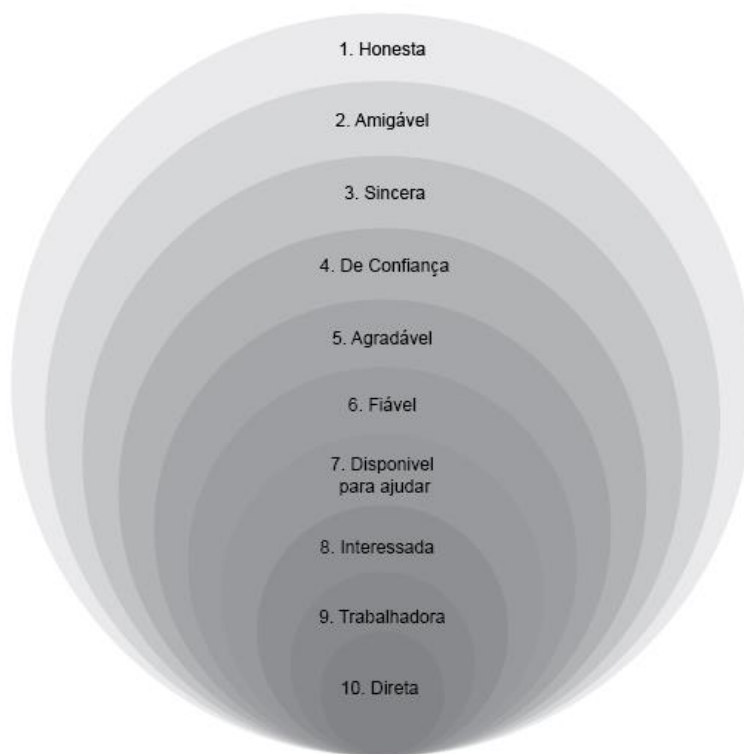 1. Honesta
2. Amigável
3. Sincera
4. De Confiança
5. Agradável
6. Fiável
7. Disponivel
para ajudar
8. Interessada
9. Trabalhadora
10. Direta